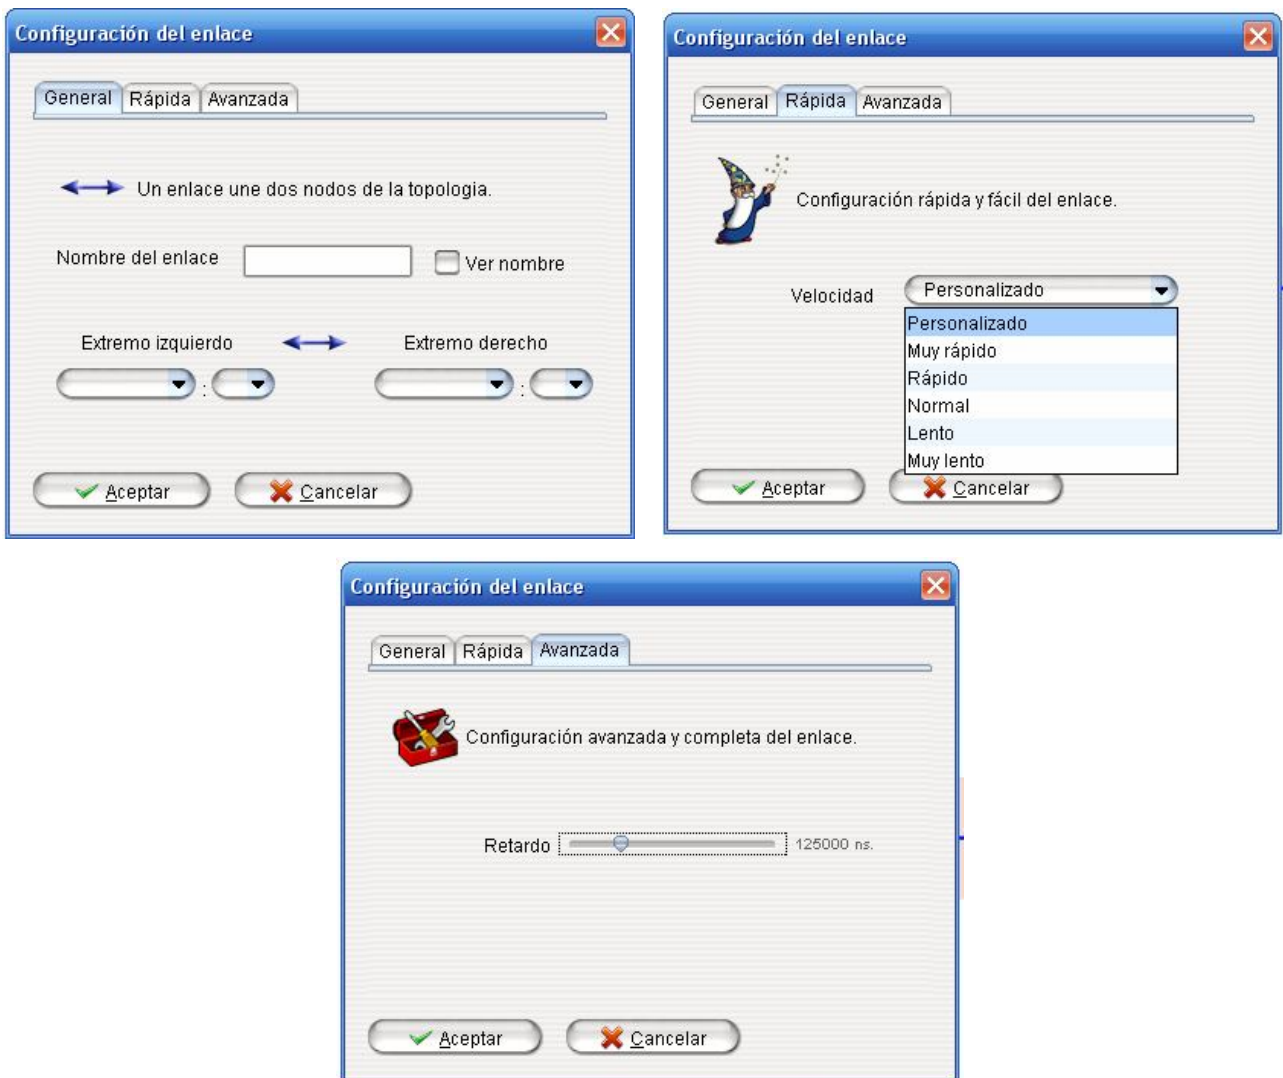 Configuración del enlace
General Rápida Avanzada
Un enlace une dos nodos de la topologia.
Nombre del enlace Ver nombre
Extremo izquierdo Extremo derecho
: :
Aceptar Cancelar
Configuración del enlace
General Rápida Avanzada
Configuración rápida y fácil del enlace.
Velocidad Personalizado
Personalizado
Muy rápido
Rápido
Normal
Lento
Muy lento
Aceptar Cancelar
Configuración del enlace
General Rápida Avanzada
Configuración avanzada y completa del enlace.
Retardo 125000 ns.
Aceptar Cancelar